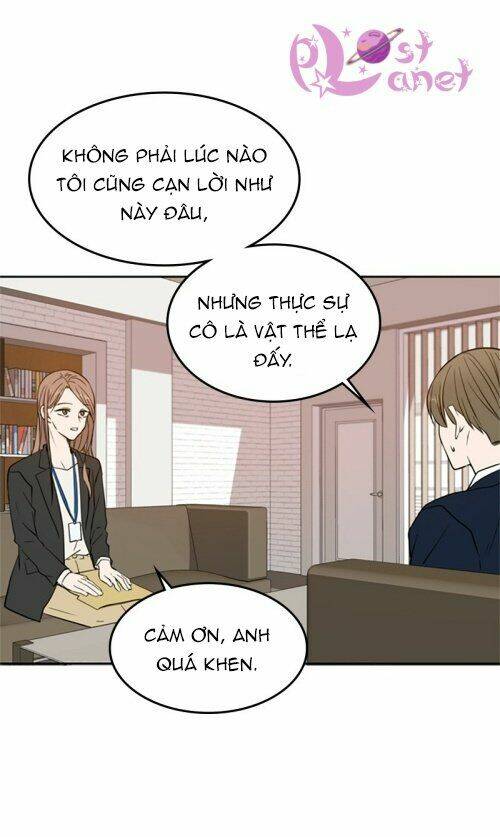 Lost
Planet
KHÔNG PHẢI LÚC NÀO
TÔI CŨNG CẠN LỜI NHƯ
NÀY ĐÂU,
NHƯNG THỰC SỰ
CÔ LÀ VẬT THỂ LẠ
ĐẤY.
CẢM ƠN, ANH
QUÁ KHEN.